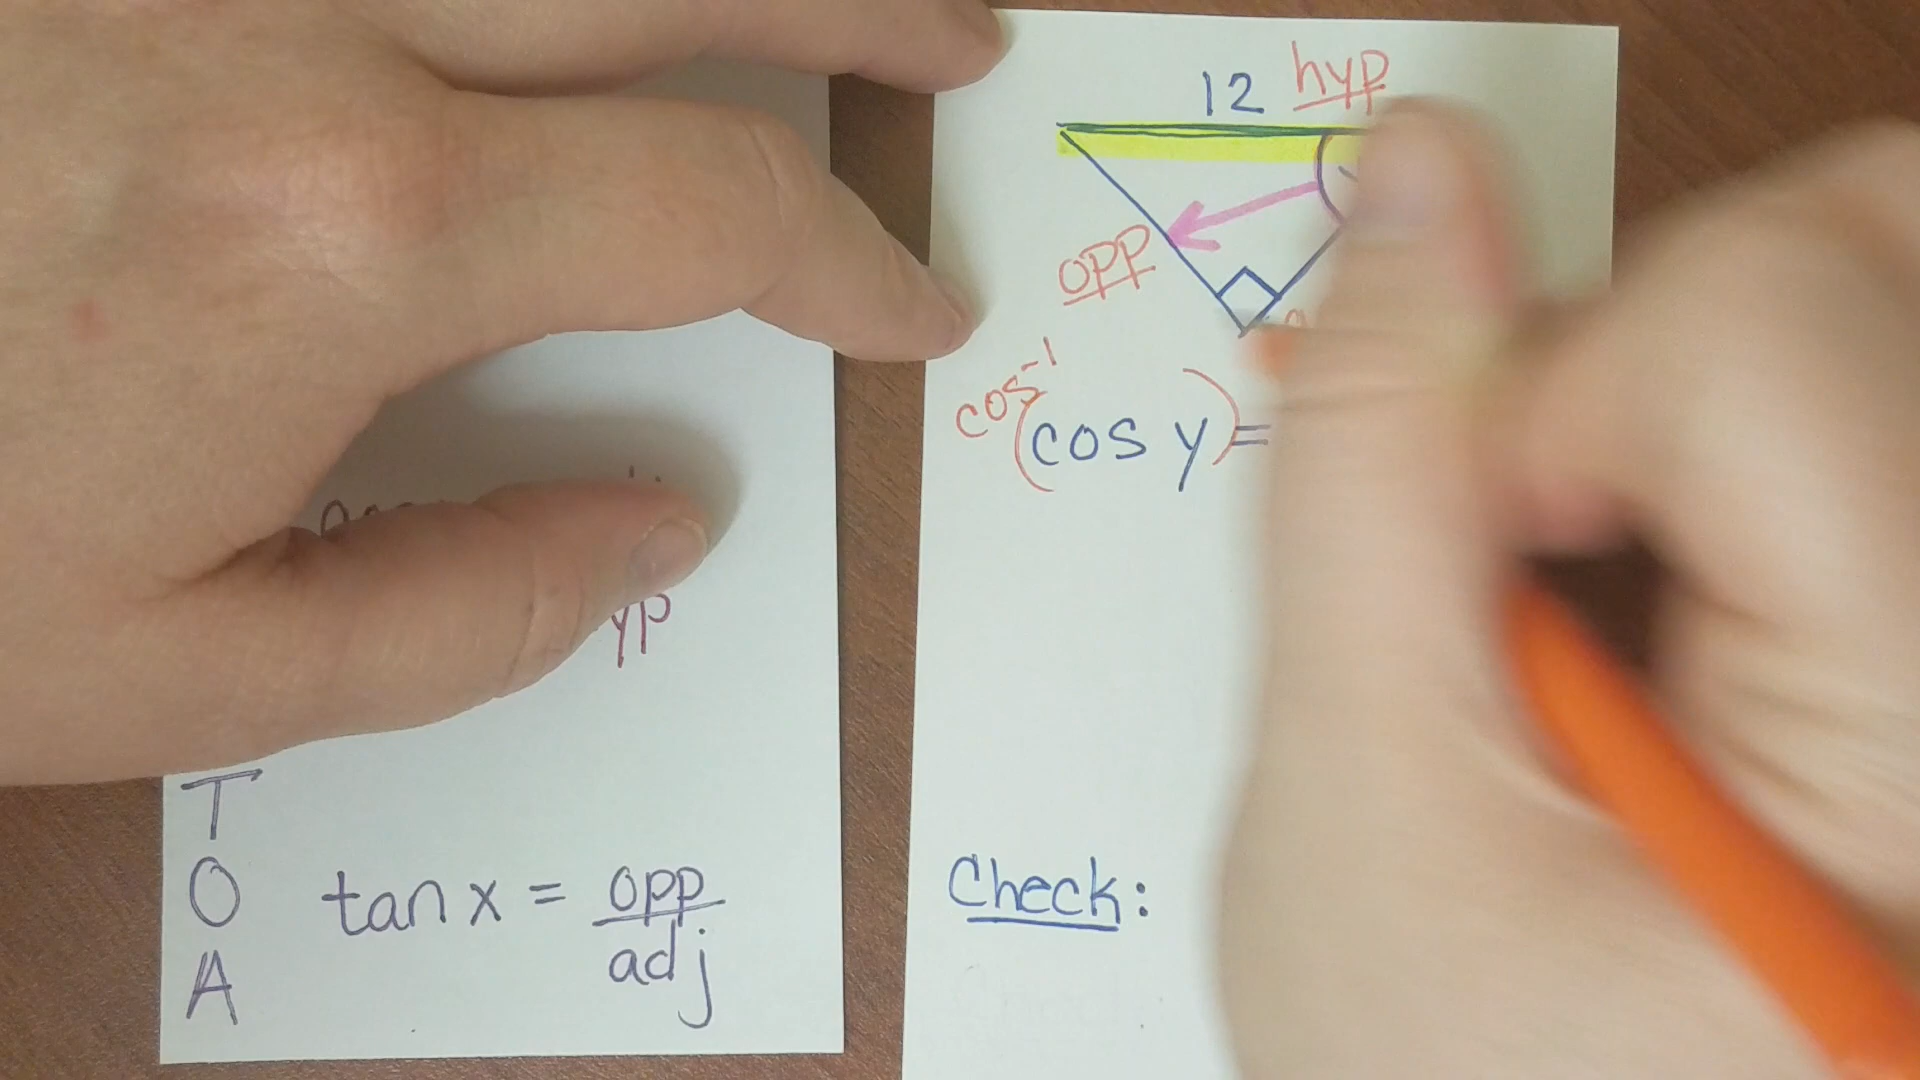 T
O
A
tan x = opp
adj
12 hyp
opp
cos⁻¹
(cos y) =
Check: